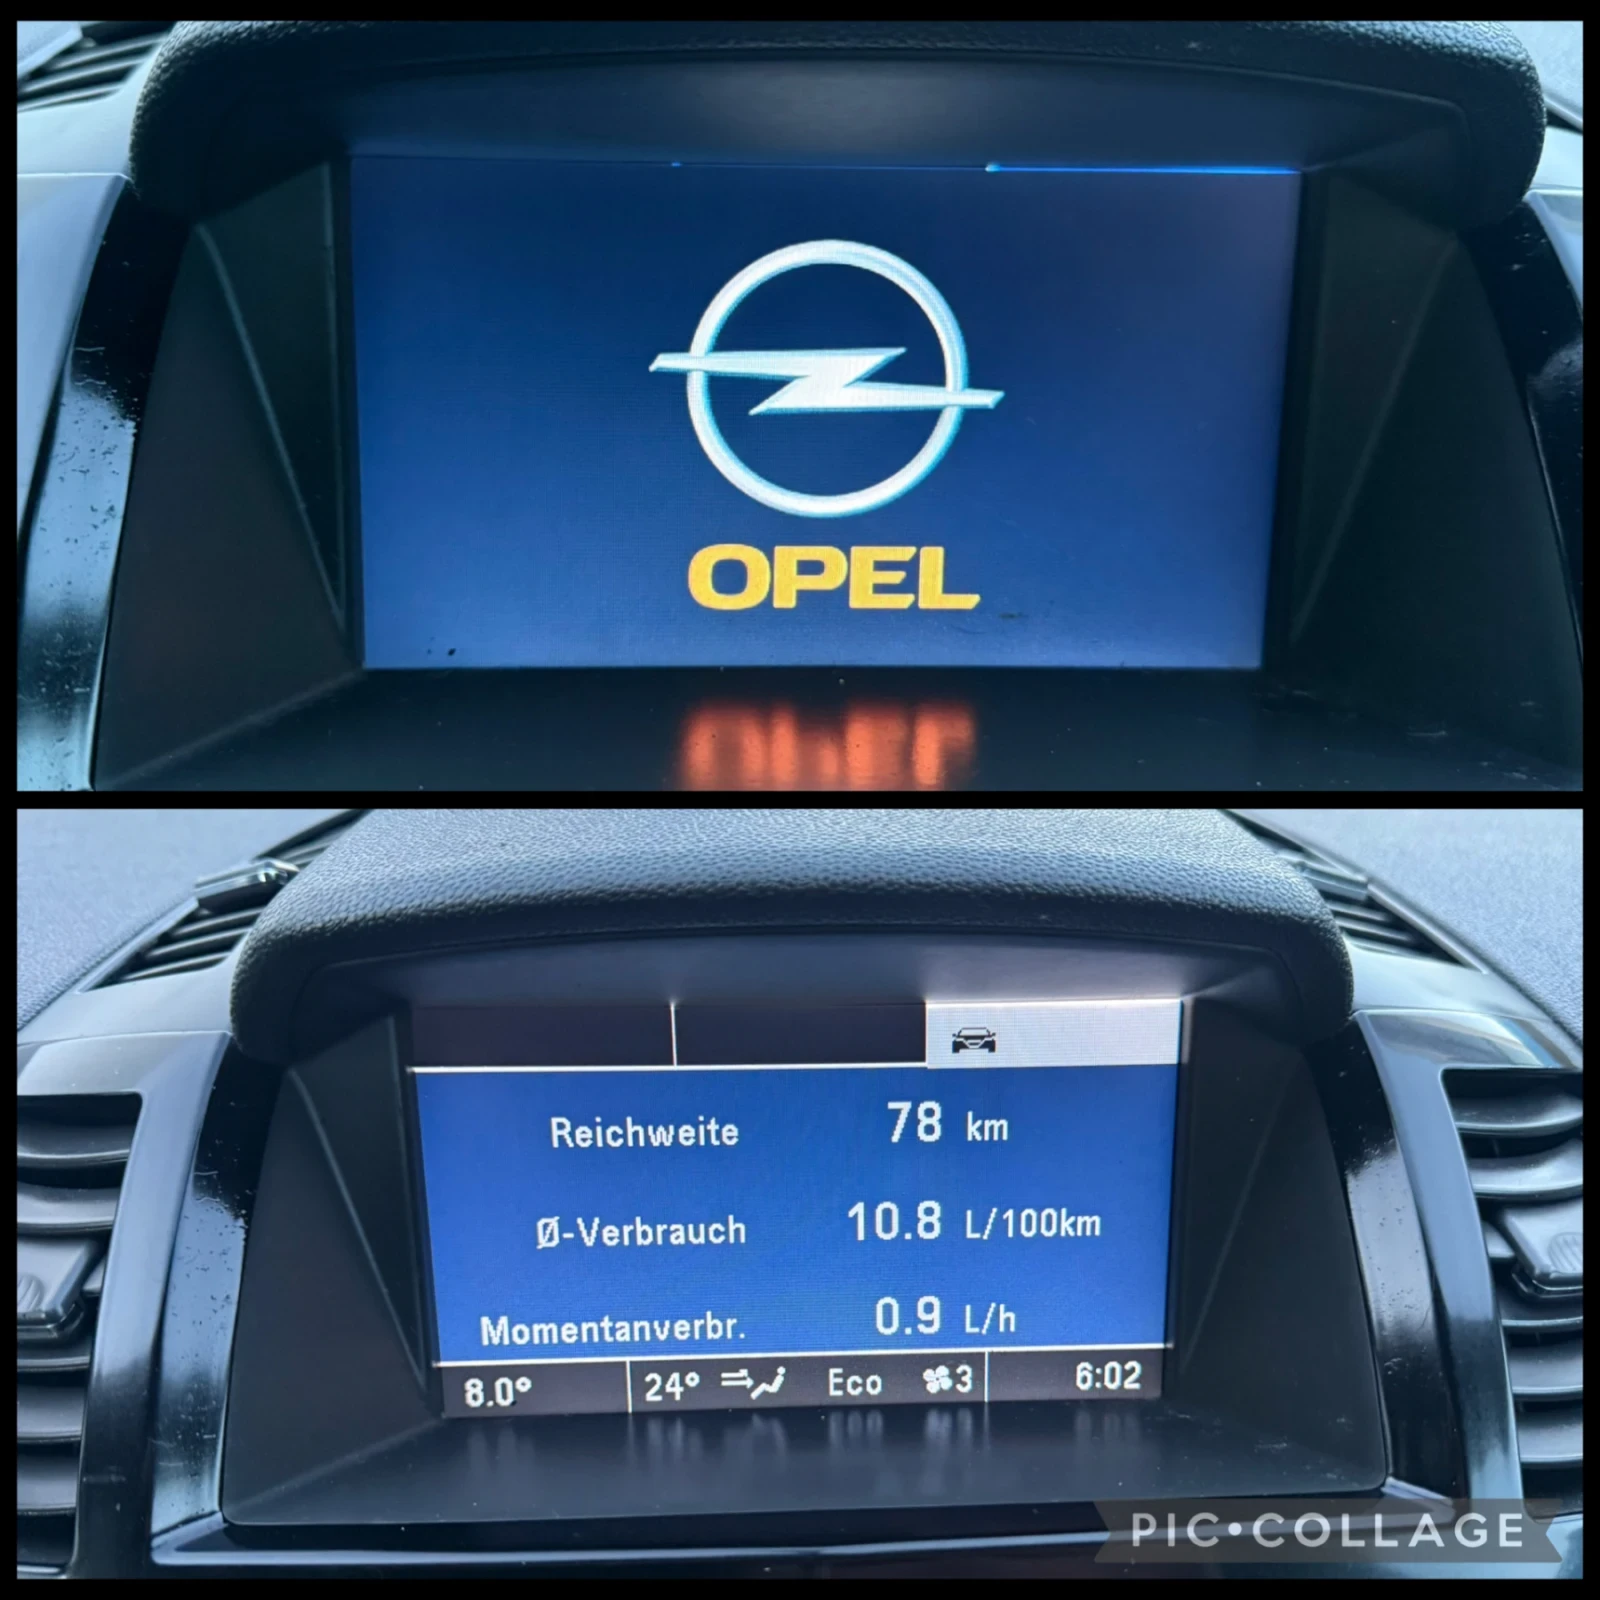 OPEL
Reichweite 78 km
Ø-Verbrauch 10.8 L/100km
Momentanverbr. 0.9 L/h
8.0° 24° Eco 3 6:02
PIC•COLLAGE